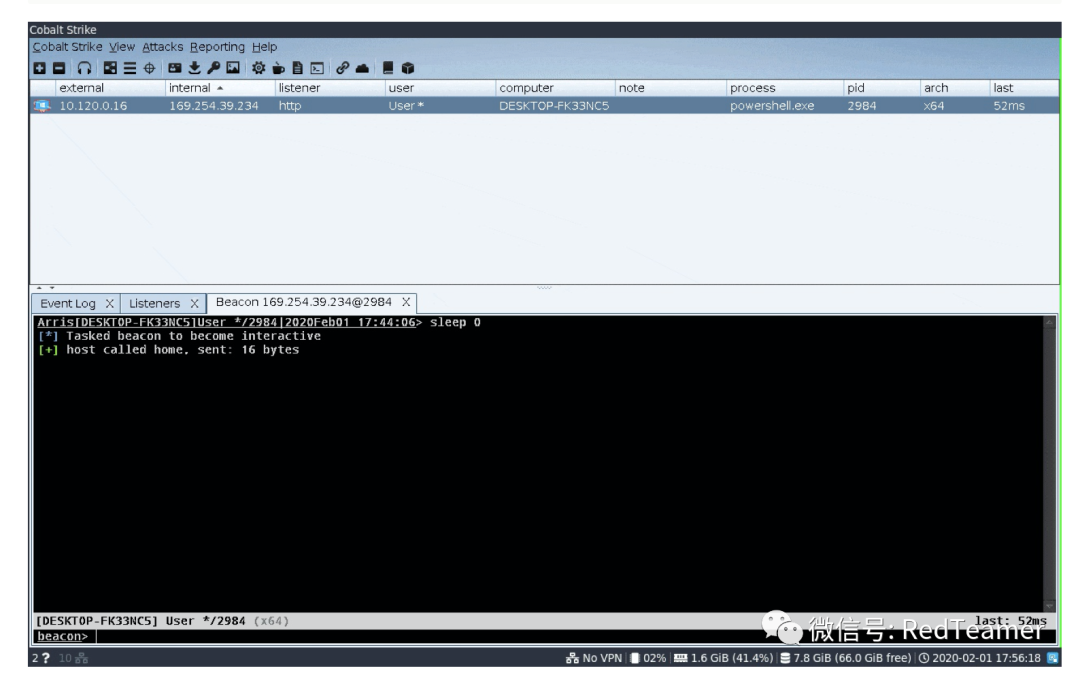 Cobalt Strike
Cobalt Strike View Attacks Reporting Help
external internal listener user computer note process pid arch last
10.120.0.16 169.254.39.234 http User * DESKTOP-FK33NC5 powershell.exe 2984 x64 52ms
Event Log X Listeners X Beacon 169.254.39.234@2984 X
Arris[DESKTOP-FK33NC5]User */2984|2020Feb01 17:44:06> sleep 0
[*] Tasked beacon to become interactive
[+] host called home, sent: 16 bytes
[DESKTOP-FK33NC5] User */2984 (x64) last: 52ms
beacon>
微信号: RedTeamer
2 ? 10 No VPN 02% 1.6 GiB (41.4%) 7.8 GiB (66.0 GiB free) 2020-02-01 17:56:18